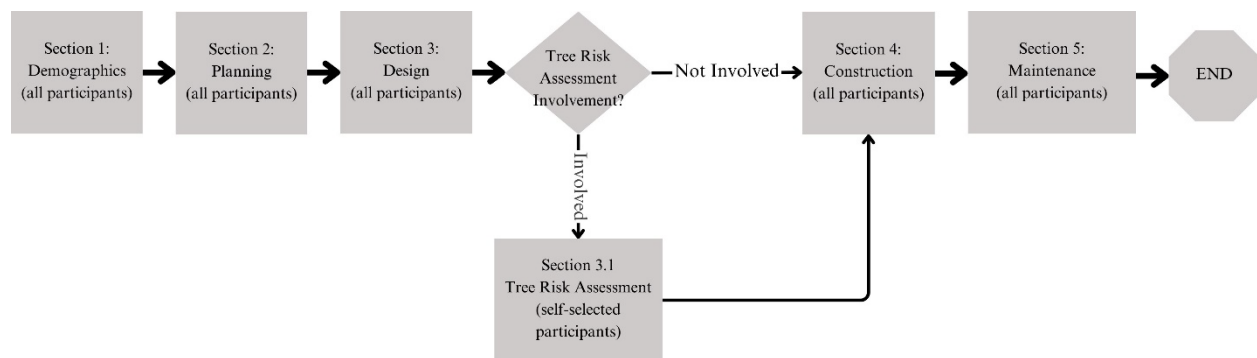 Section 1:
Demographics
(all participants)
Section 2:
Planning
(all participants)
Section 3:
Design
(all participants)
Tree Risk
Assessment
Involvement?
Not Involved
Section 4:
Construction
(all participants)
Section 5:
Maintenance
(all participants)
END
Involved
Section 3.1
Tree Risk Assessment
(self-selected
participants)